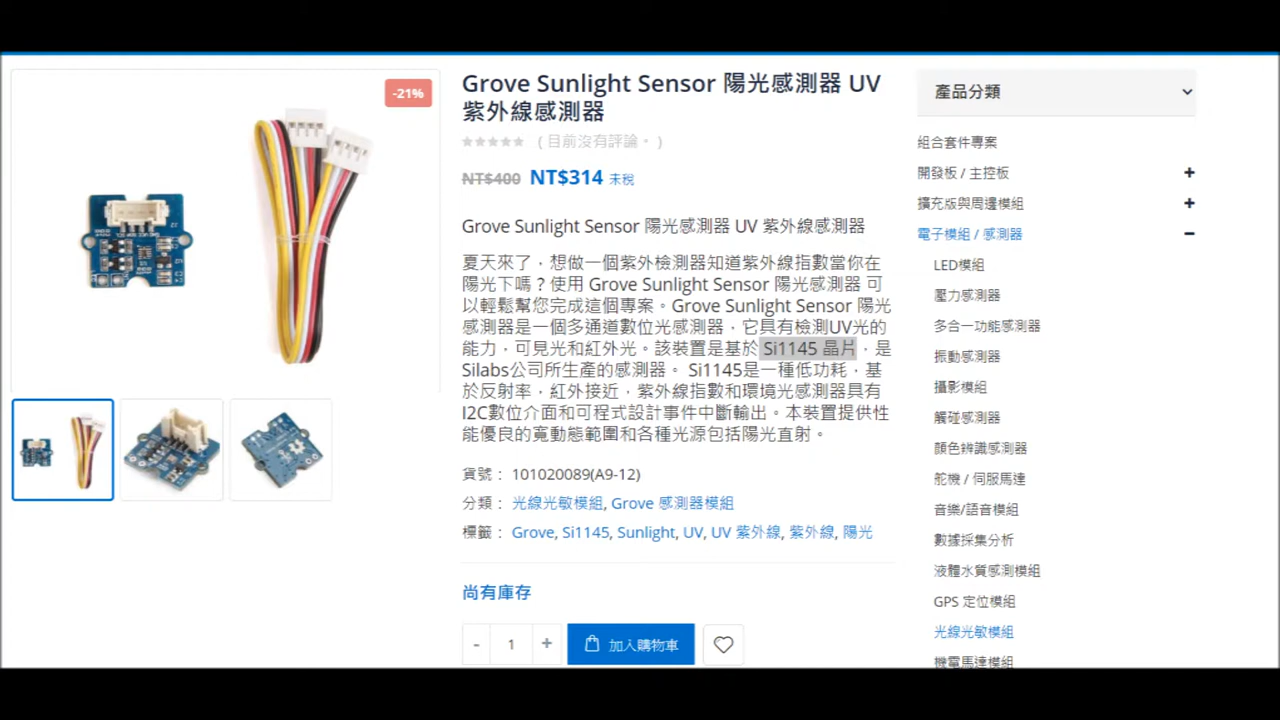 -21%
Grove Sunlight Sensor 陽光感測器 UV
紫外線感測器
( 目前沒有評論。 )
NT$400 NT$314 未稅
Grove Sunlight Sensor 陽光感測器 UV 紫外線感測器
夏天來了，想做一個紫外檢測器知道紫外線指數當你在
陽光下嗎？使用 Grove Sunlight Sensor 陽光感測器 可
以輕鬆幫您完成這個專案。Grove Sunlight Sensor 陽光
感測器是一個多通道數位光感測器，它具有檢測UV光的
能力，可見光和紅外光。該裝置是基於 Si1145 晶片，是
Silabs公司所生產的感測器。 Si1145是一種低功耗，基
於反射率，紅外接近，紫外線指數和環境光感測器具有
I2C數位介面和可程式設計事件中斷輸出。本裝置提供性
能優良的寬動態範圍和各種光源包括陽光直射。
貨號： 101020089(A9-12)
分類： 光線光敏模組, Grove 感測器模組
標籤： Grove, Si1145, Sunlight, UV, UV 紫外線, 紫外線, 陽光
尚有庫存
- 1 + 加入購物車
產品分類
組合套件專案
開發板 / 主控板 +
擴充版與周邊模組 +
電子模組 / 感測器 −
LED模組
壓力感測器
多合一功能感測器
振動感測器
攝影模組
觸碰感測器
顏色辨識感測器
舵機 / 伺服馬達
音樂/語音模組
數據採集分析
液體水質感測模組
GPS 定位模組
光線光敏模組
機電馬達模組